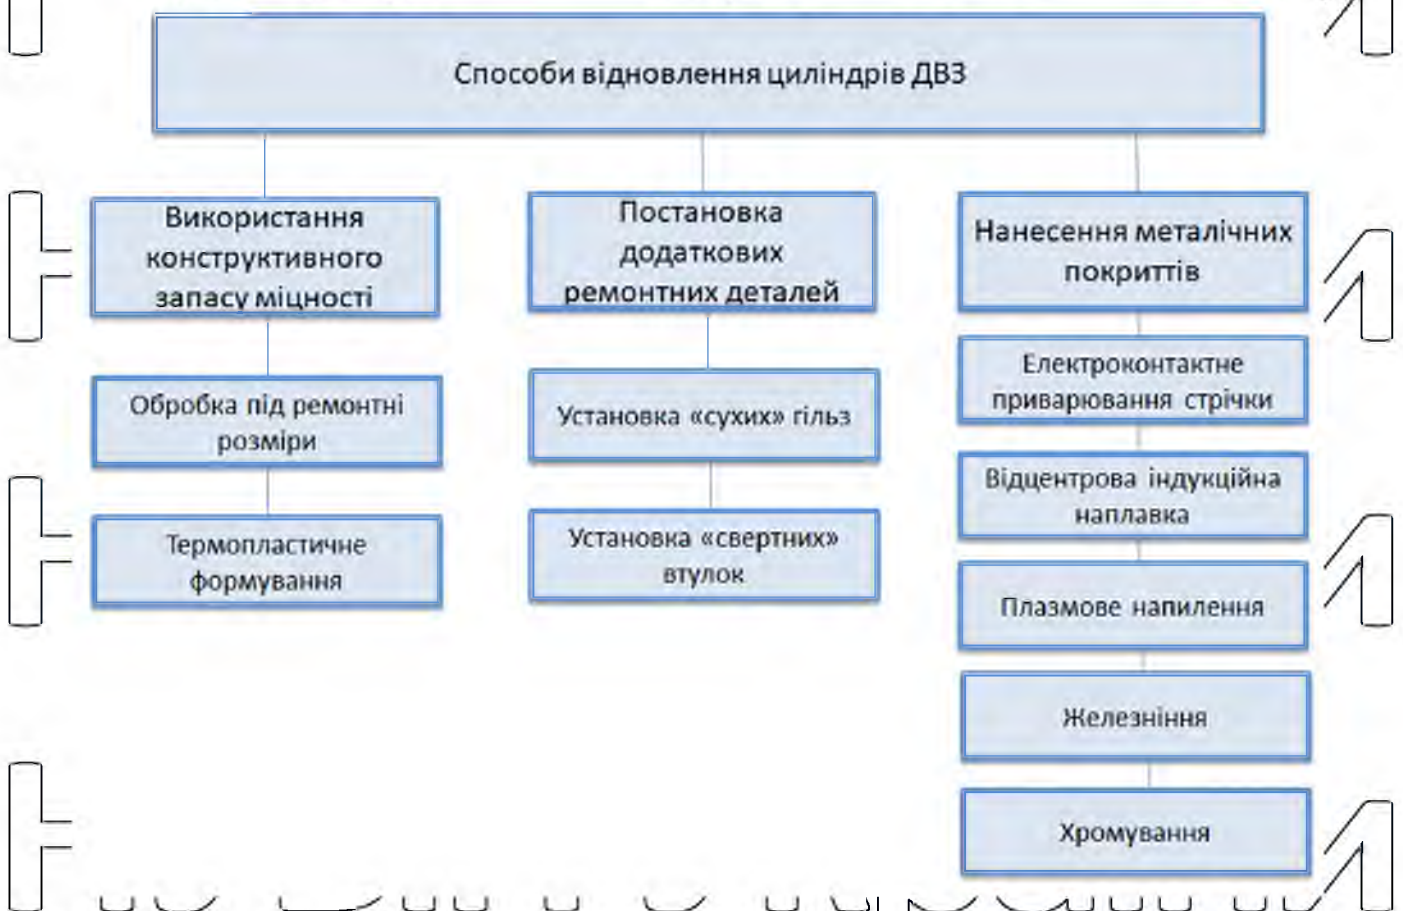 Способи відновлення циліндрів ДВЗ
Використання
конструктивного
запасу міцності
Обробка під ремонтні
розміри
Термопластичне
формування
Постановка
додаткових
ремонтних деталей
Установка «сухих» гільз
Установка «свертних»
втулок
Нанесення металічних
покриттів
Електроконтактне
приварювання стрічки
Відцентрова індукційна
наплавка
Плазмове напилення
Железніння
Хромування